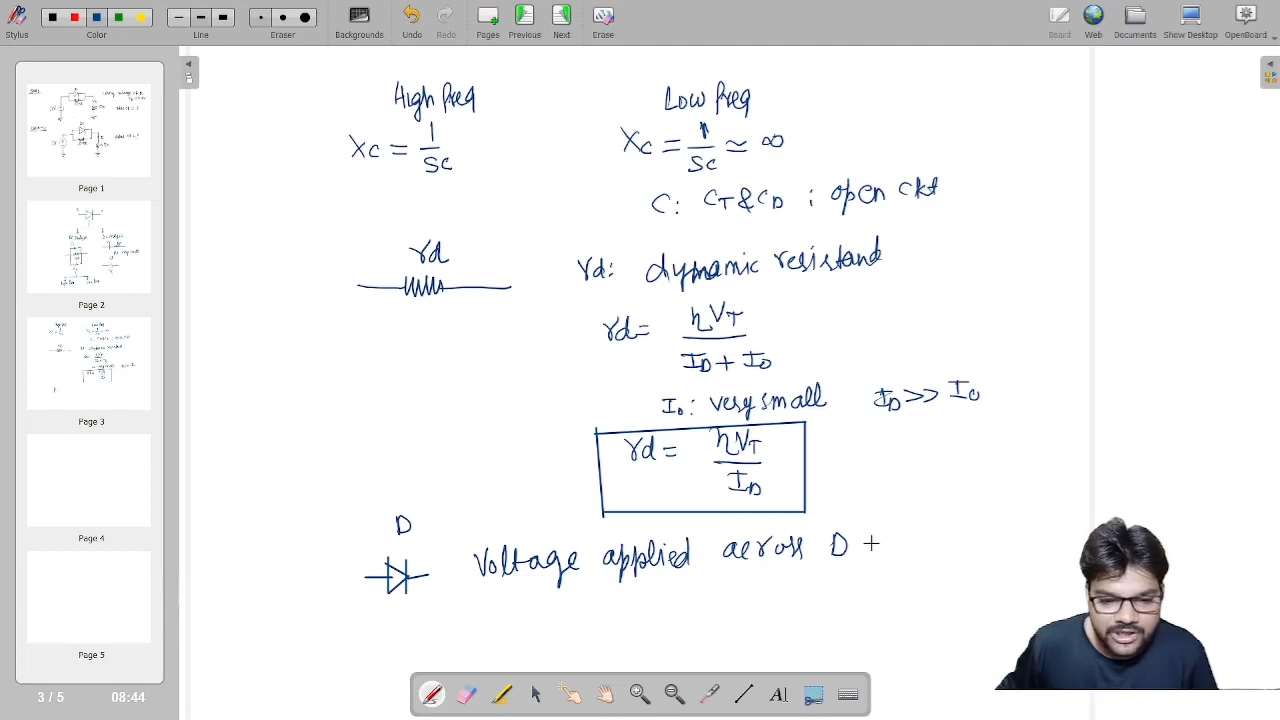 Stylus
Color
Line
Eraser
Backgrounds
Undo
Redo
Pages
Previous
Next
Erase
Board
Web
Documents
Show Desktop
OpenBoard
High freq
Low freq
Xc = 1/SC
Xc = 1/SC ≃ ∞
C: CT & CD : open ckt
rd
rd: dynamic resistand
rd = ηVT / ID + IO
Io: very small ID >> IO
rd = ηVT / ID
D
Voltage applied across D +
Page 1
Page 2
Page 3
Page 4
Page 5
3 / 5
08:44
AI